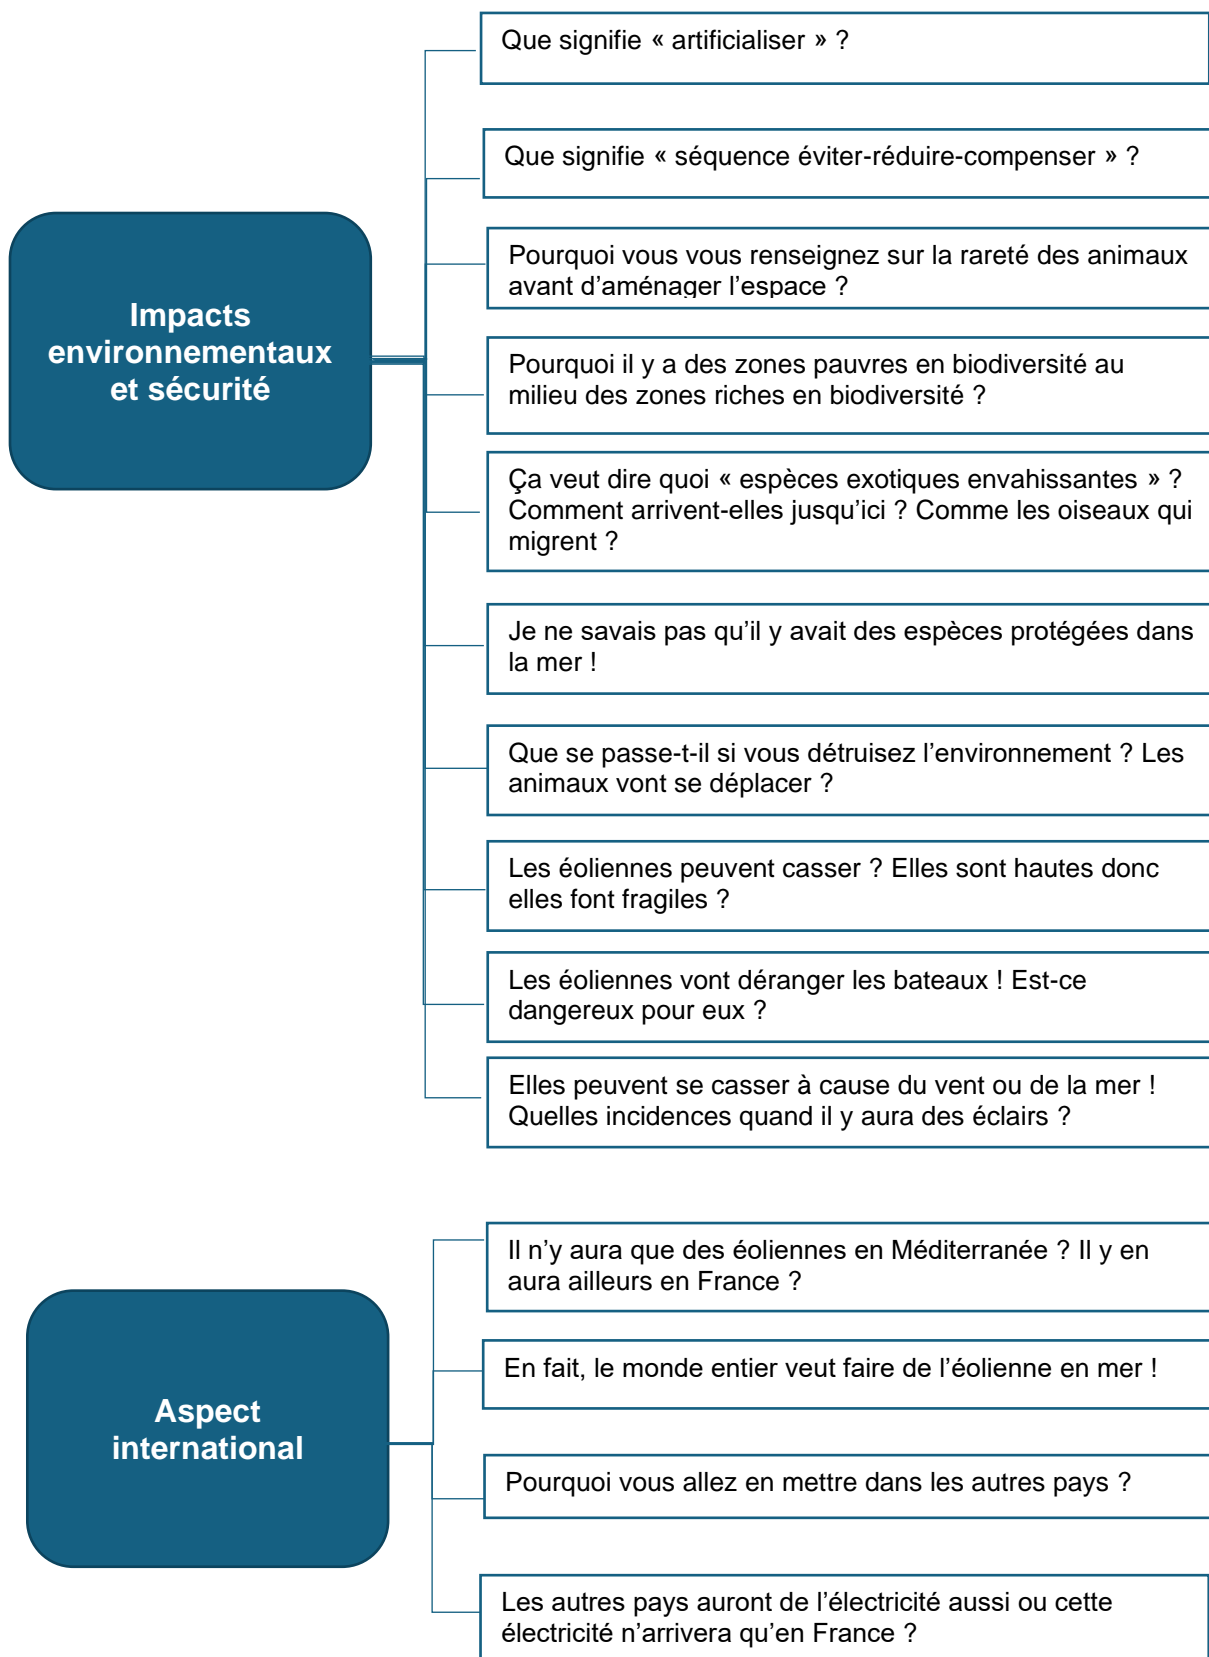 Que signifie « artificialiser » ?
Que signifie « séquence éviter-réduire-compenser » ?
Impacts
environnementaux
et sécurité
Pourquoi vous vous renseignez sur la rareté des animaux
avant d’aménager l’espace ?
Pourquoi il y a des zones pauvres en biodiversité au
milieu des zones riches en biodiversité ?
Ça veut dire quoi « espèces exotiques envahissantes » ?
Comment arrivent-elles jusqu’ici ? Comme les oiseaux qui
migrent ?
Je ne savais pas qu’il y avait des espèces protégées dans
la mer !
Que se passe-t-il si vous détruisez l’environnement ? Les
animaux vont se déplacer ?
Les éoliennes peuvent casser ? Elles sont hautes donc
elles font fragiles ?
Les éoliennes vont déranger les bateaux ! Est-ce
dangereux pour eux ?
Elles peuvent se casser à cause du vent ou de la mer !
Quelles incidences quand il y aura des éclairs ?
Il n’y aura que des éoliennes en Méditerranée ? Il y en
aura ailleurs en France ?
En fait, le monde entier veut faire de l’éolienne en mer !
Aspect
international
Pourquoi vous allez en mettre dans les autres pays ?
Les autres pays auront de l’électricité aussi ou cette
électricité n’arrivera qu’en France ?